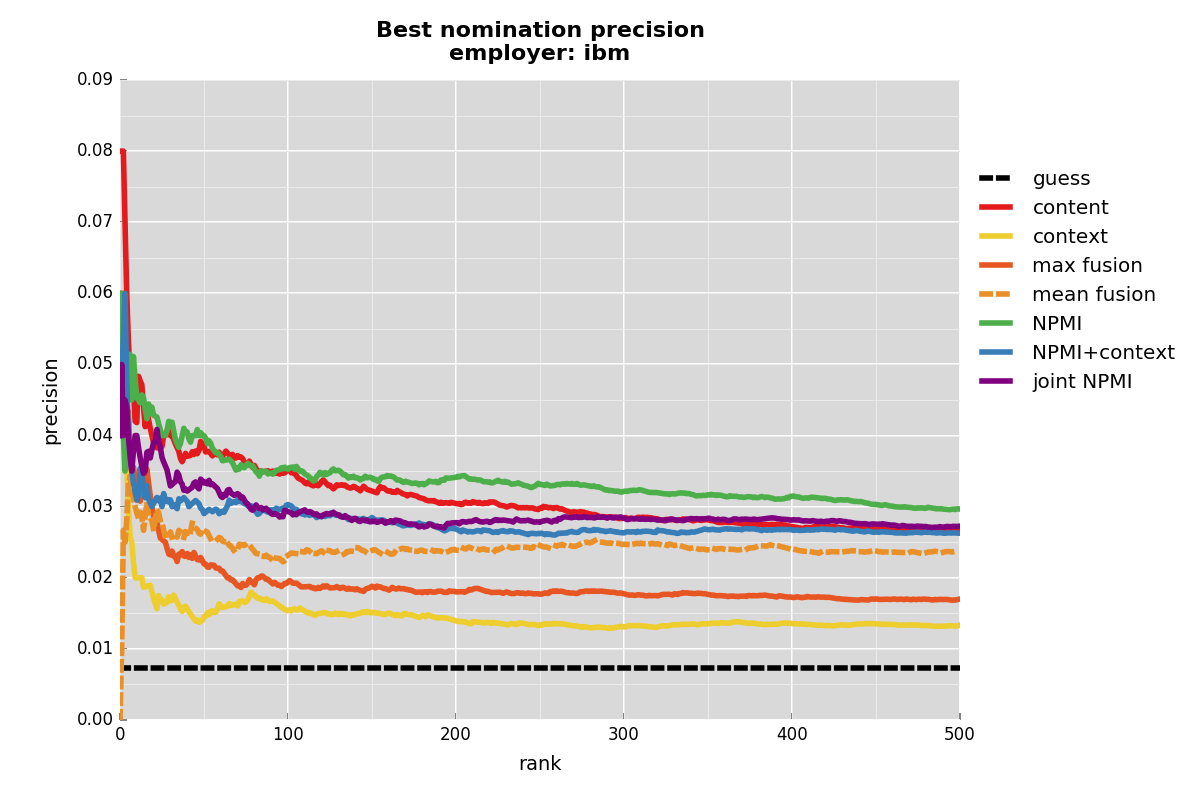 Best nomination precision
employer: ibm
0.09
0.08
0.07
0.06
0.05
0.04
0.03
0.02
0.01
0.00
precision
0 100 200 300 400 500
rank
guess
content
context
max fusion
mean fusion
NPMI
NPMI+context
joint NPMI